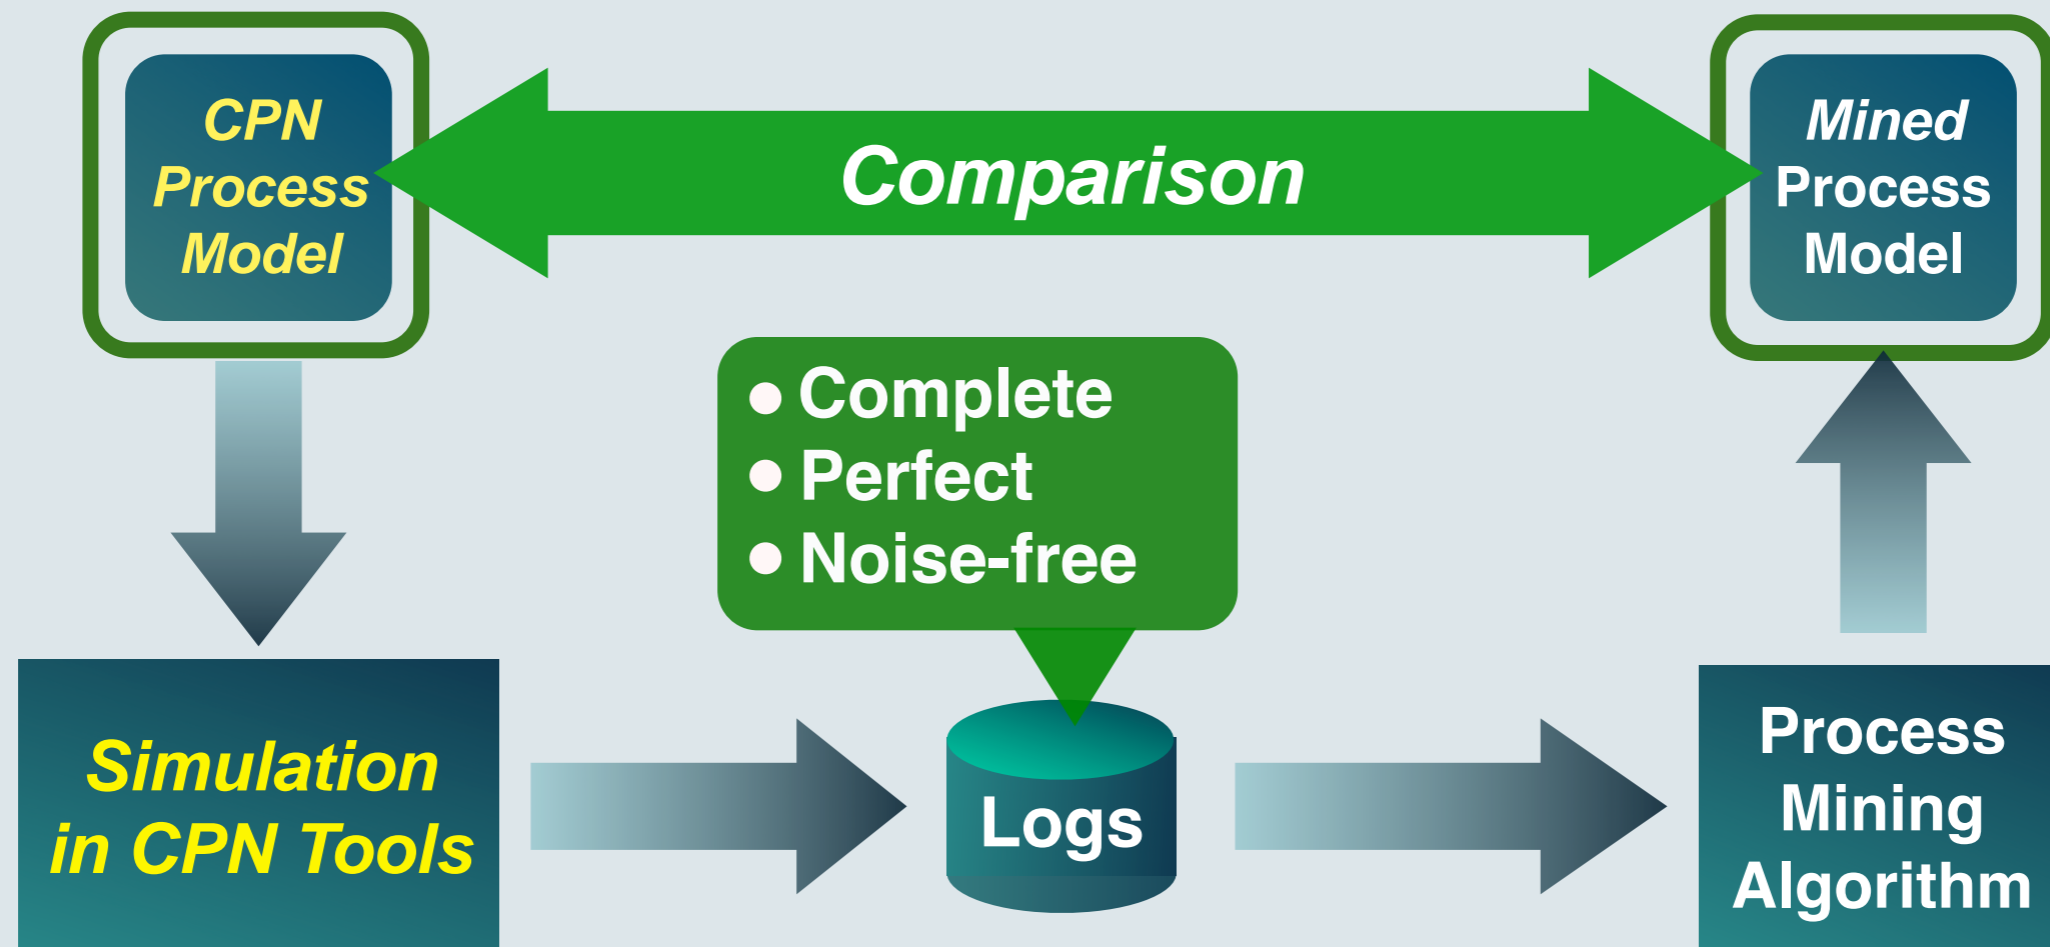 CPN
Process
Model
Comparison
Mined
Process
Model
● Complete
● Perfect
● Noise-free
Simulation
in CPN Tools
Logs
Process
Mining
Algorithm